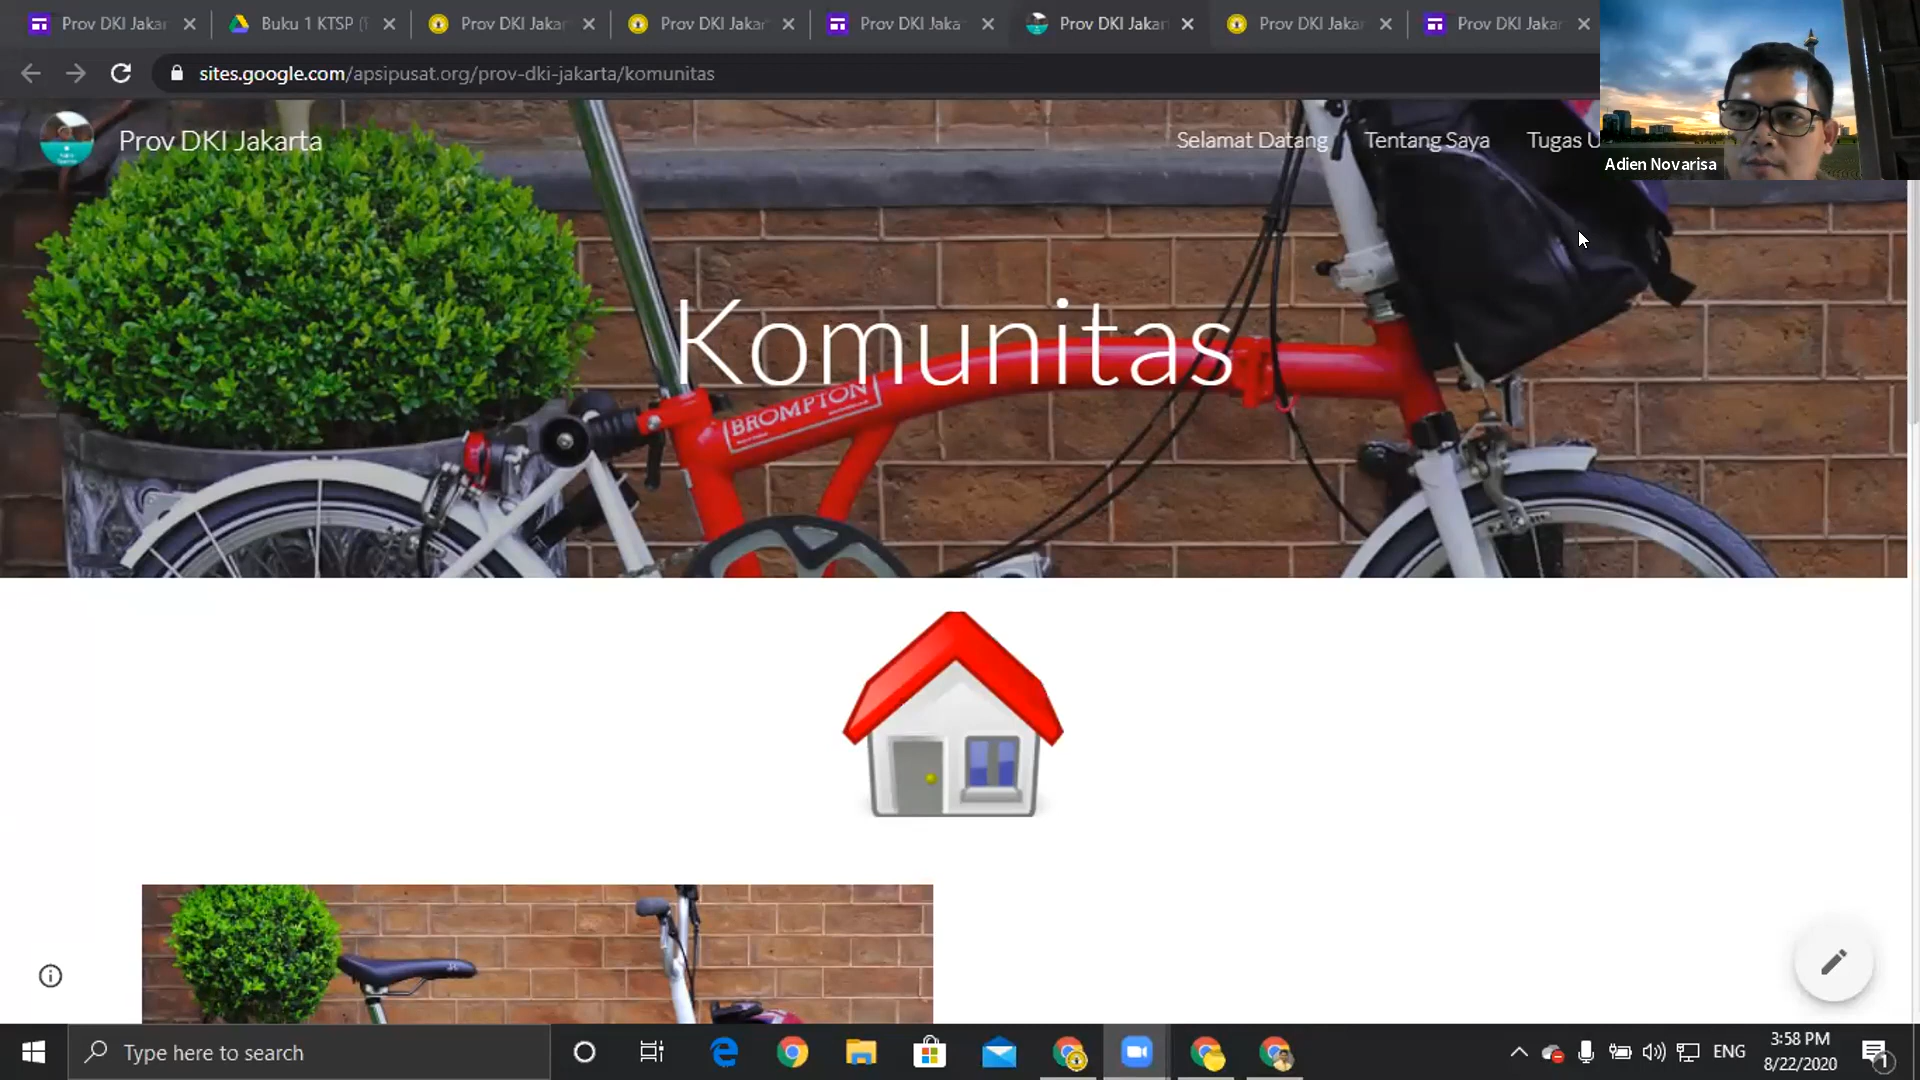 Prov DKI Jakar
Buku 1 KTSP (
Prov DKI Jakar
Prov DKI Jakar
Prov DKI Jaka
Prov DKI Jakar
Prov DKI Jakar
Prov DKI Jakar
sites.google.com/apsipusat.org/prov-dki-jakarta/komunitas
Prov DKI Jakarta
Selamat Datang
Tentang Saya
Tugas U
Adien Novarisa
Komunitas
BROMPTON
Type here to search
ENG
3:58 PM
8/22/2020
1